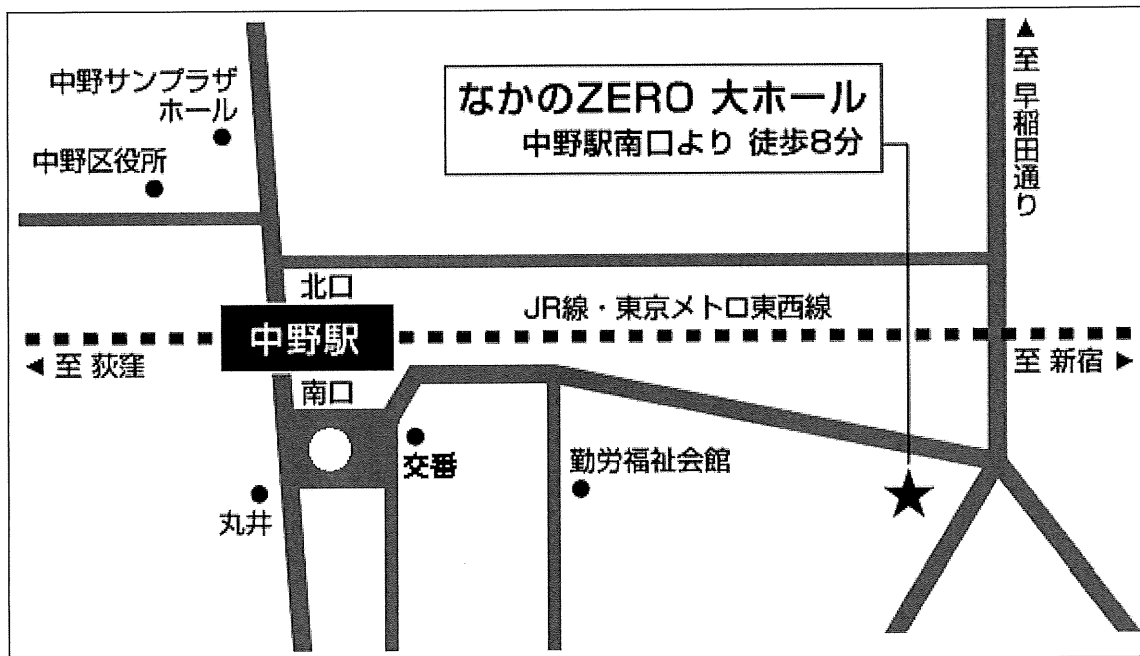 中野サンプラザ
ホール
中野区役所
なかのZERO 大ホール
中野駅南口より 徒歩8分
▲至 早稲田通り
北口
中野駅
南口
JR線・東京メトロ東西線
◀ 至 荻窪
至 新宿 ▶
交番
丸井
勤労福祉会館